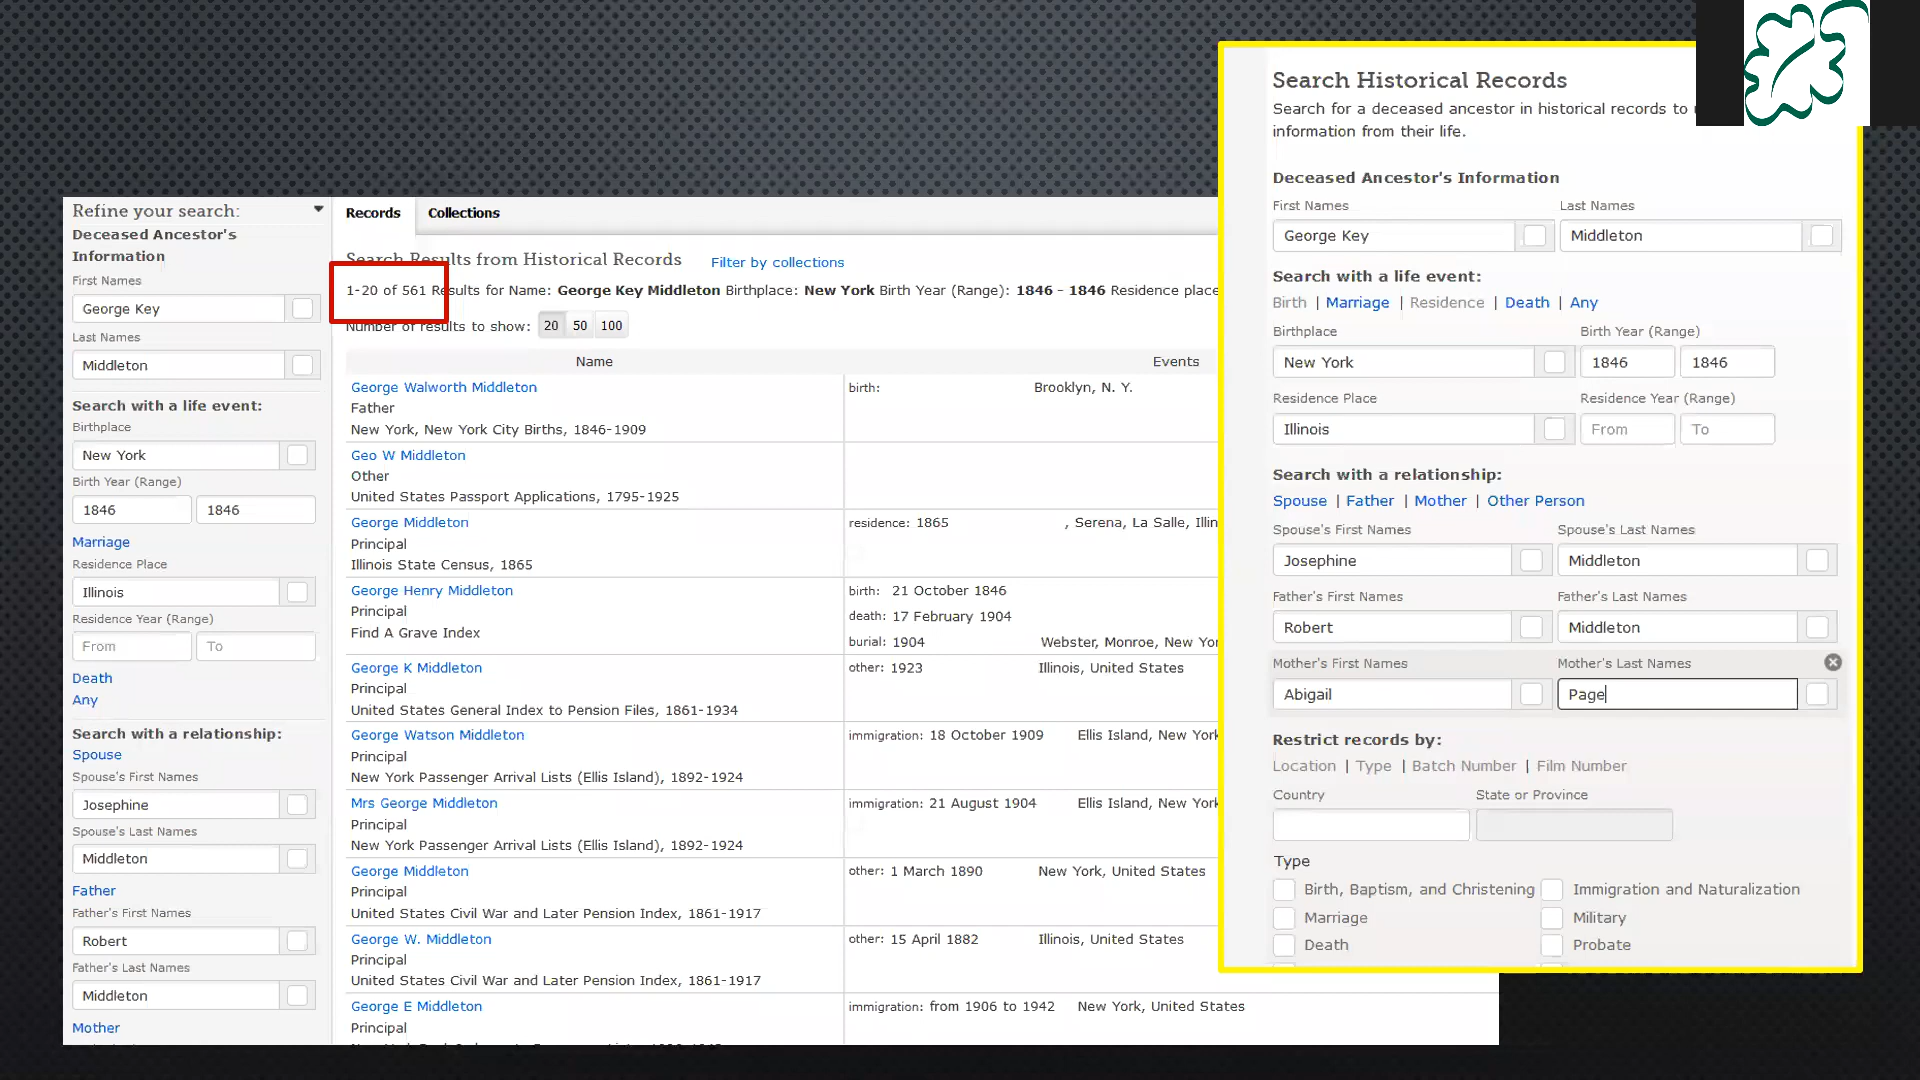 Refine your search:
Deceased Ancestor's
Information
First Names
George Key
Last Names
Middleton
Search with a life event:
Birthplace
New York
Birth Year (Range)
1846 1846
Marriage
Residence Place
Illinois
Residence Year (Range)
From To
Death
Any
Search with a relationship:
Spouse
Spouse's First Names
Josephine
Spouse's Last Names
Middleton
Father
Father's First Names
Robert
Father's Last Names
Middleton
Mother
Records Collections
Search Results from Historical Records Filter by collections
1-20 of 561 Results for Name: George Key Middleton Birthplace: New York Birth Year (Range): 1846 - 1846 Residence place
Number of results to show: 20 50 100
Name Events
George Walworth Middleton birth: Brooklyn, N. Y.
Father
New York, New York City Births, 1846-1909
Geo W Middleton
Other
United States Passport Applications, 1795-1925
George Middleton residence: 1865 , Serena, La Salle, Illin
Principal
Illinois State Census, 1865
George Henry Middleton birth: 21 October 1846
Principal death: 17 February 1904
Find A Grave Index burial: 1904 Webster, Monroe, New Yor
George K Middleton other: 1923 Illinois, United States
Principal
United States General Index to Pension Files, 1861-1934
George Watson Middleton immigration: 18 October 1909 Ellis Island, New York
Principal
New York Passenger Arrival Lists (Ellis Island), 1892-1924
Mrs George Middleton immigration: 21 August 1904 Ellis Island, New York
Principal
New York Passenger Arrival Lists (Ellis Island), 1892-1924
George Middleton other: 1 March 1890 New York, United States
Principal
United States Civil War and Later Pension Index, 1861-1917
George W. Middleton other: 15 April 1882 Illinois, United States
Principal
United States Civil War and Later Pension Index, 1861-1917
George E Middleton immigration: from 1906 to 1942 New York, United States
Principal
Search Historical Records
Search for a deceased ancestor in historical records to
information from their life.
Deceased Ancestor's Information
First Names Last Names
George Key Middleton
Search with a life event:
Birth | Marriage | Residence | Death | Any
Birthplace Birth Year (Range)
New York 1846 1846
Residence Place Residence Year (Range)
Illinois From To
Search with a relationship:
Spouse | Father | Mother | Other Person
Spouse's First Names Spouse's Last Names
Josephine Middleton
Father's First Names Father's Last Names
Robert Middleton
Mother's First Names Mother's Last Names
Abigail Page
Restrict records by:
Location | Type | Batch Number | Film Number
Country State or Province
Type
Birth, Baptism, and Christening Immigration and Naturalization
Marriage Military
Death Probate